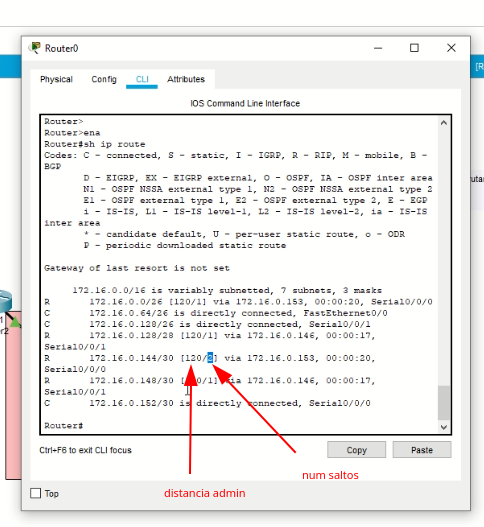 Router0
[R
Physical Config CLI Attributes
IOS Command Line Interface
Router>
Router>ena
Router#sh ip route
Codes: C - connected, S - static, I - IGRP, R - RIP, M - mobile, B -
BGP
D - EIGRP, EX - EIGRP external, O - OSPF, IA - OSPF inter area
N1 - OSPF NSSA external type 1, N2 - OSPF NSSA external type 2
E1 - OSPF external type 1, E2 - OSPF external type 2, E - EGP
i - IS-IS, L1 - IS-IS level-1, L2 - IS-IS level-2, ia - IS-IS
inter area
* - candidate default, U - per-user static route, o - ODR
P - periodic downloaded static route
Gateway of last resort is not set
172.16.0.0/16 is variably subnetted, 7 subnets, 3 masks
R 172.16.0.0/26 [120/1] via 172.16.0.153, 00:00:20, Serial0/0/0
C 172.16.0.64/26 is directly connected, FastEthernet0/0
C 172.16.0.128/26 is directly connected, Serial0/0/1
R 172.16.0.128/28 [120/1] via 172.16.0.146, 00:00:17,
Serial0/0/1
R 172.16.0.144/30 [120/2] via 172.16.0.153, 00:00:20,
Serial0/0/0
R 172.16.0.148/30 [120/1] via 172.16.0.146, 00:00:17,
Serial0/0/1
C 172.16.0.152/30 is directly connected, Serial0/0/0
Router#
Ctrl+F6 to exit CLI focus
Copy Paste
Top
distancia admin
num saltos